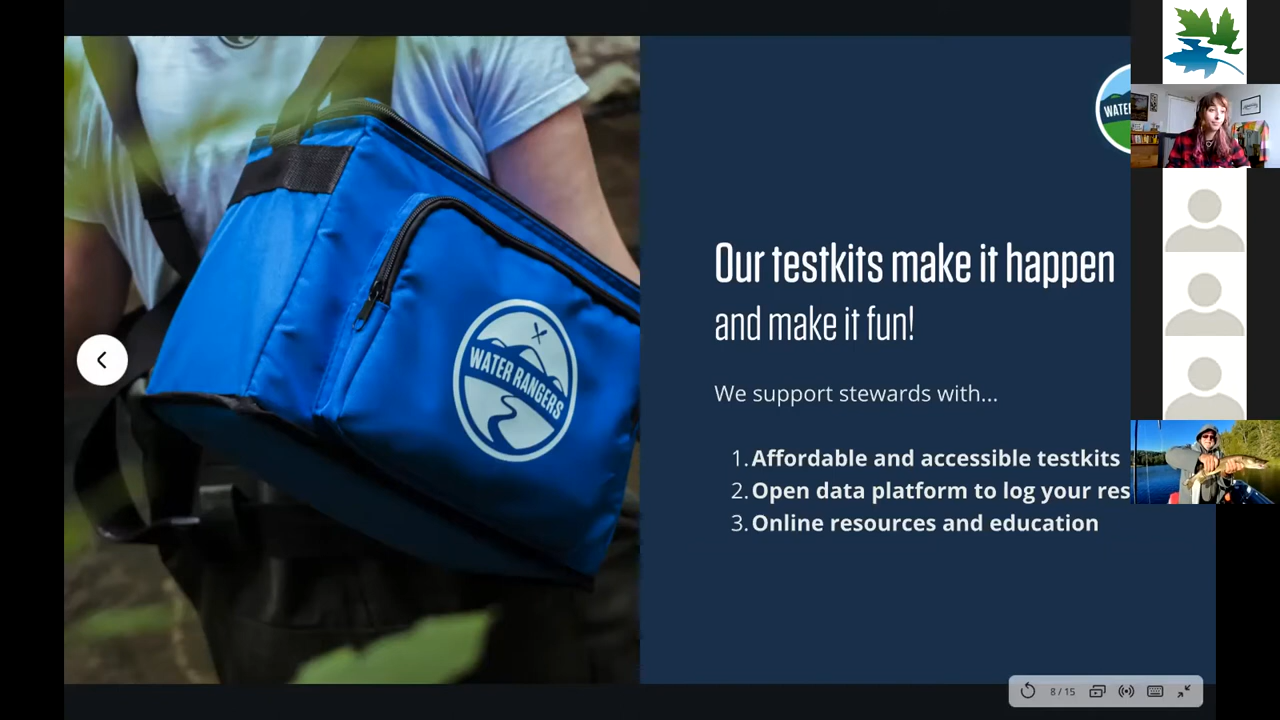 WATER RANGERS
WATER
Our testkits make it happen
and make it fun!
We support stewards with...
1. Affordable and accessible testkits
2. Open data platform to log your res
3. Online resources and education
8 / 15